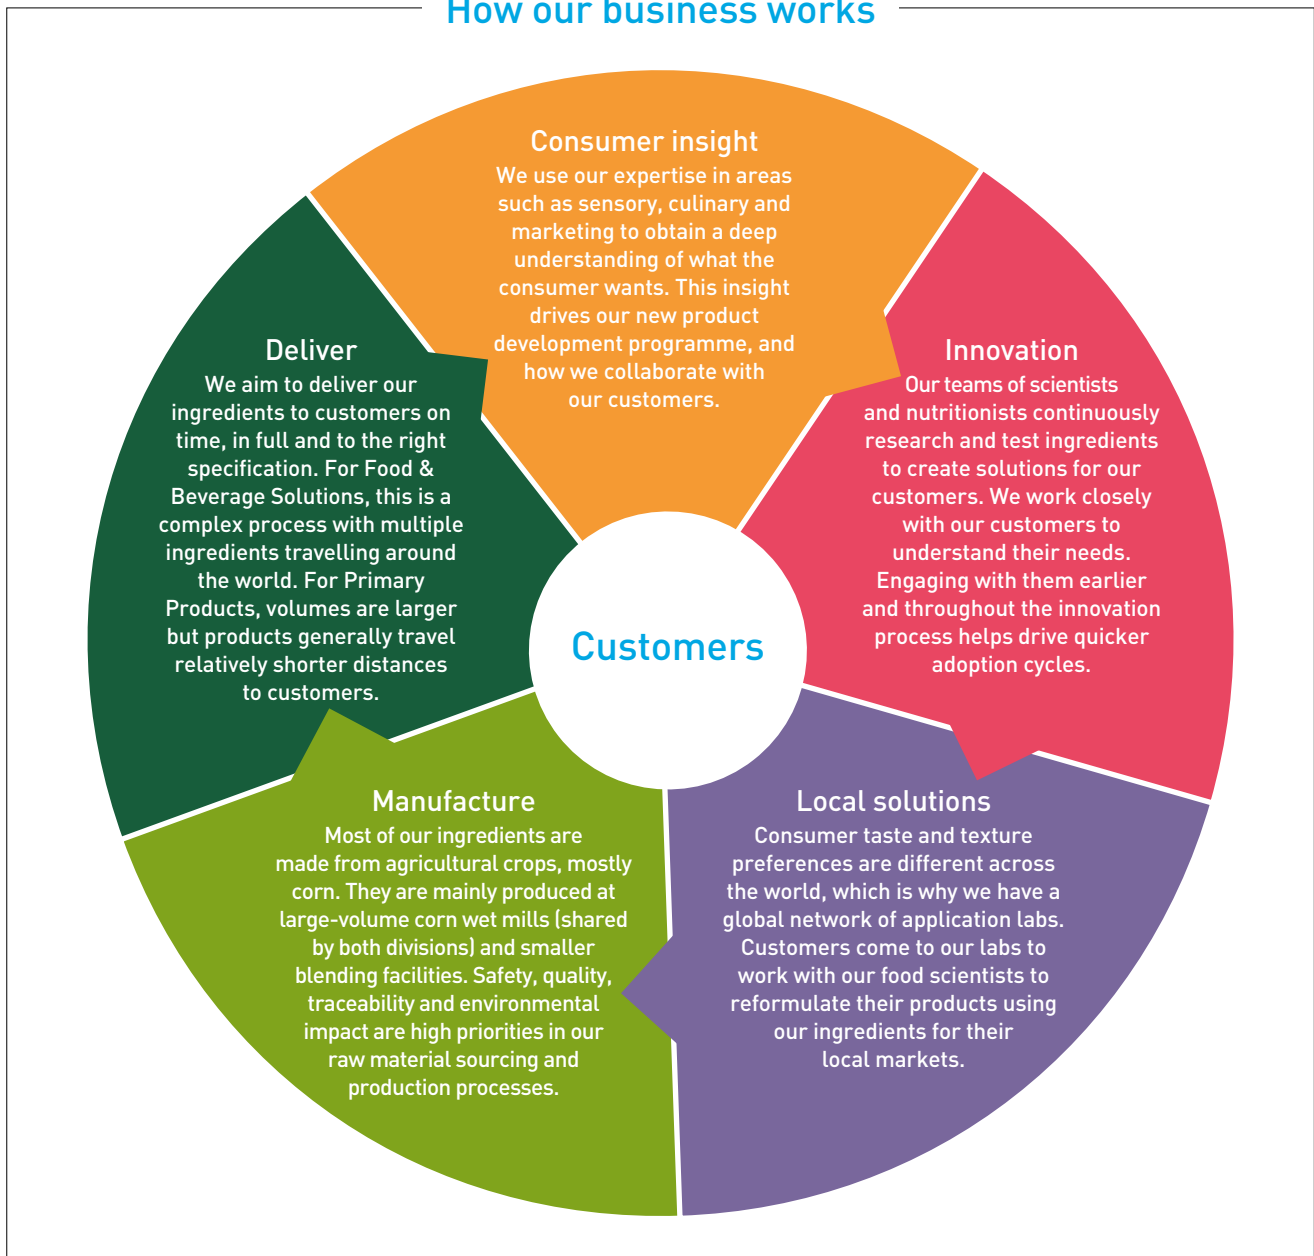 How our business works
Consumer insight
We use our expertise in areas
such as sensory, culinary and
marketing to obtain a deep
understanding of what the
consumer wants. This insight
drives our new product
development programme, and
how we collaborate with
our customers.
Innovation
Our teams of scientists
and nutritionists continuously
research and test ingredients
to create solutions for our
customers. We work closely
with our customers to
understand their needs.
Engaging with them earlier
and throughout the innovation
process helps drive quicker
adoption cycles.
Local solutions
Consumer taste and texture
preferences are different across
the world, which is why we have a
global network of application labs.
Customers come to our labs to
work with our food scientists to
reformulate their products using
our ingredients for their
local markets.
Manufacture
Most of our ingredients are
made from agricultural crops, mostly
corn. They are mainly produced at
large-volume corn wet mills (shared
by both divisions) and smaller
blending facilities. Safety, quality,
traceability and environmental
impact are high priorities in our
raw material sourcing and
production processes.
Deliver
We aim to deliver our
ingredients to customers on
time, in full and to the right
specification. For Food &
Beverage Solutions, this is a
complex process with multiple
ingredients travelling around
the world. For Primary
Products, volumes are larger
but products generally travel
relatively shorter distances
to customers.
Customers